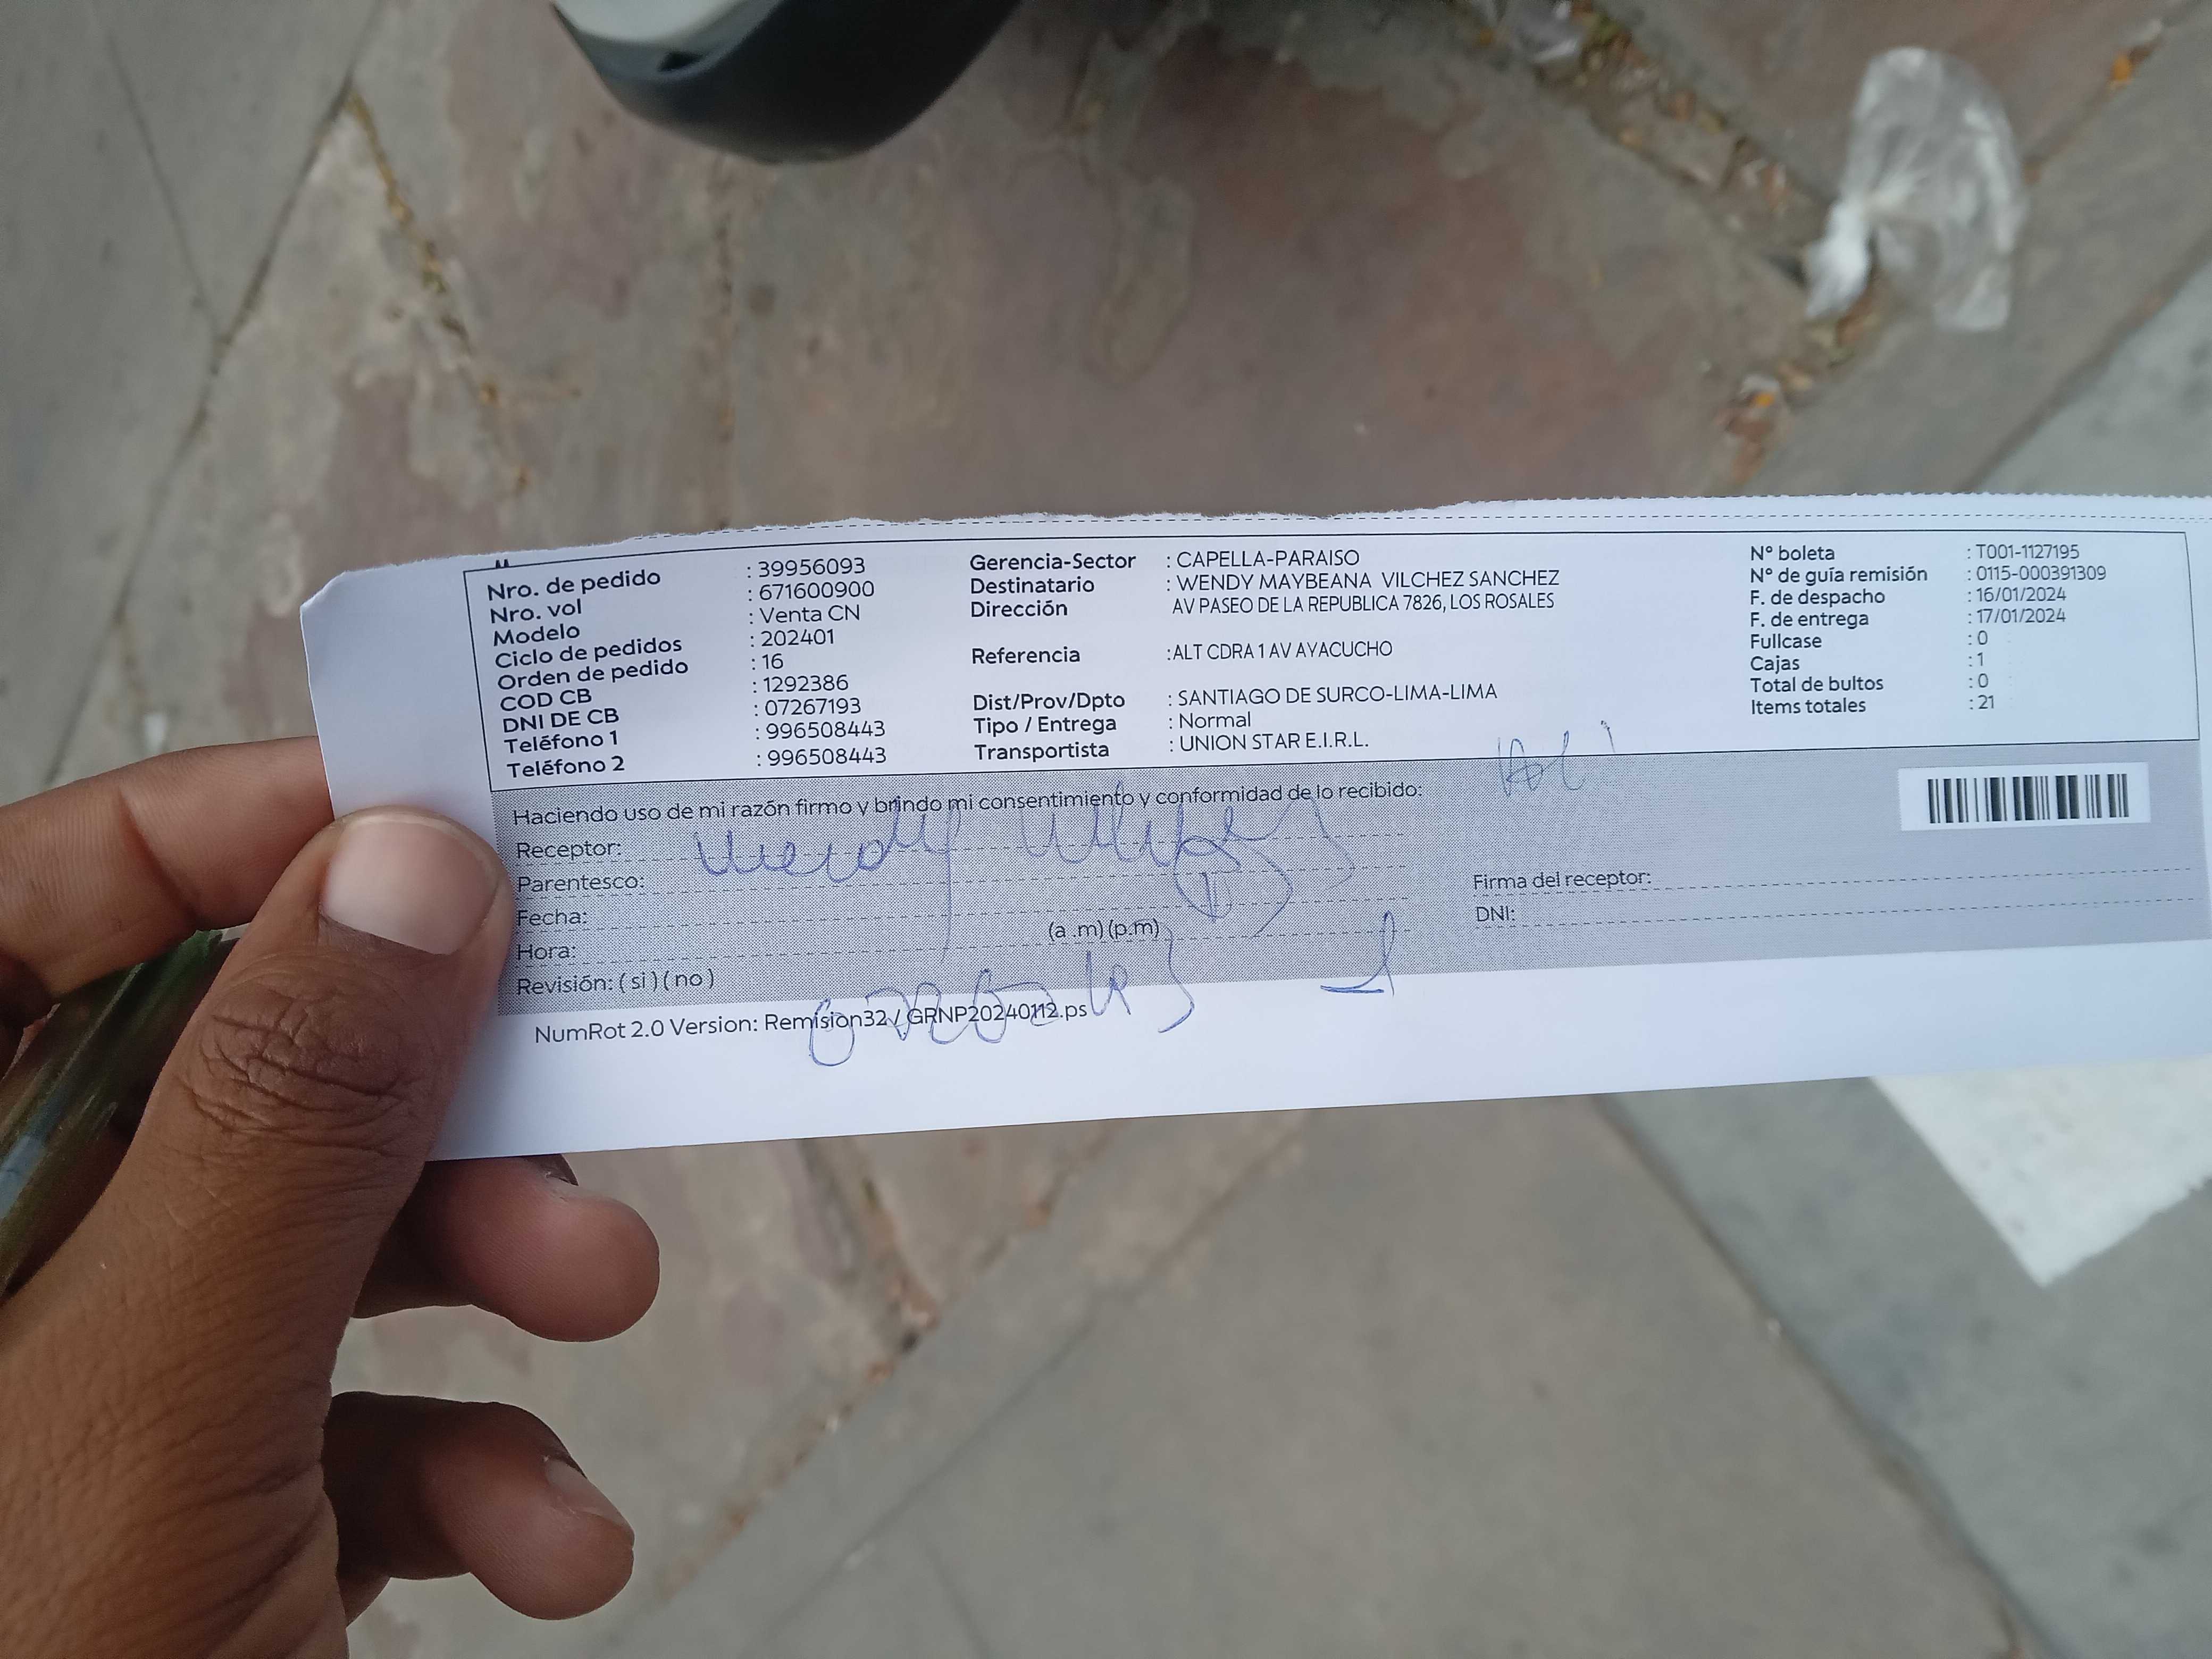 Nro. de pedido : 39956093
Nro. vol : 671600900
Modelo : Venta CN
Ciclo de pedidos : 202401
Orden de pedido : 16
COD CB : 1292386
DNI DE CB : 07267193
Teléfono 1 : 996508443
Teléfono 2 : 996508443
Gerencia-Sector : CAPELLA-PARAISO
Destinatario : WENDY MAYBEANA VILCHEZ SANCHEZ
Dirección AV PASEO DE LA REPUBLICA 7826, LOS ROSALES
Referencia : ALT CDRA 1 AV AYACUCHO
Dist/Prov/Dpto : SANTIAGO DE SURCO-LIMA-LIMA
Tipo / Entrega : Normal
Transportista : UNION STAR E.I.R.L.
N° boleta : T001-1127195
N° de guía remisión : 0115-000391309
F. de despacho : 16/01/2024
F. de entrega : 17/01/2024
Fullcase : 0
Cajas : 1
Total de bultos : 0
Items totales : 21
Haciendo uso de mi razón firmo y brindo mi consentimiento y conformidad de lo recibido:
Receptor: Wendy
Parentesco:
Fecha:
Hora: (a .m) (p.m)
Revisión: ( si ) ( no )
Firma del receptor:
DNI:
NumRot 2.0 Version: Remision32 / GRNP20240112.ps